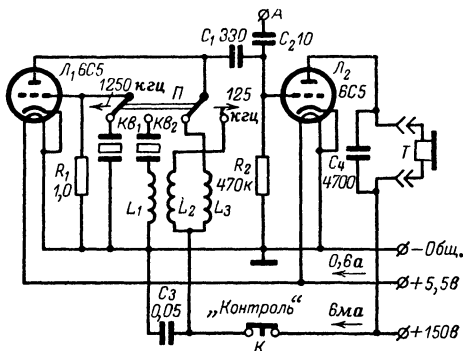 А
C₁ 330
C₂ 10
Л₁ 6С5
Л₂
6С5
1250 кгц
П
125
кгц
Кв₁
Кв₂
R₁
1,0
L₁
L₂
L₃
R₂
470к
C₄
4700
Т
– Общ.
0,6а
+5,5в
C₃
0,05
„Контроль“
К
6ма
+150в